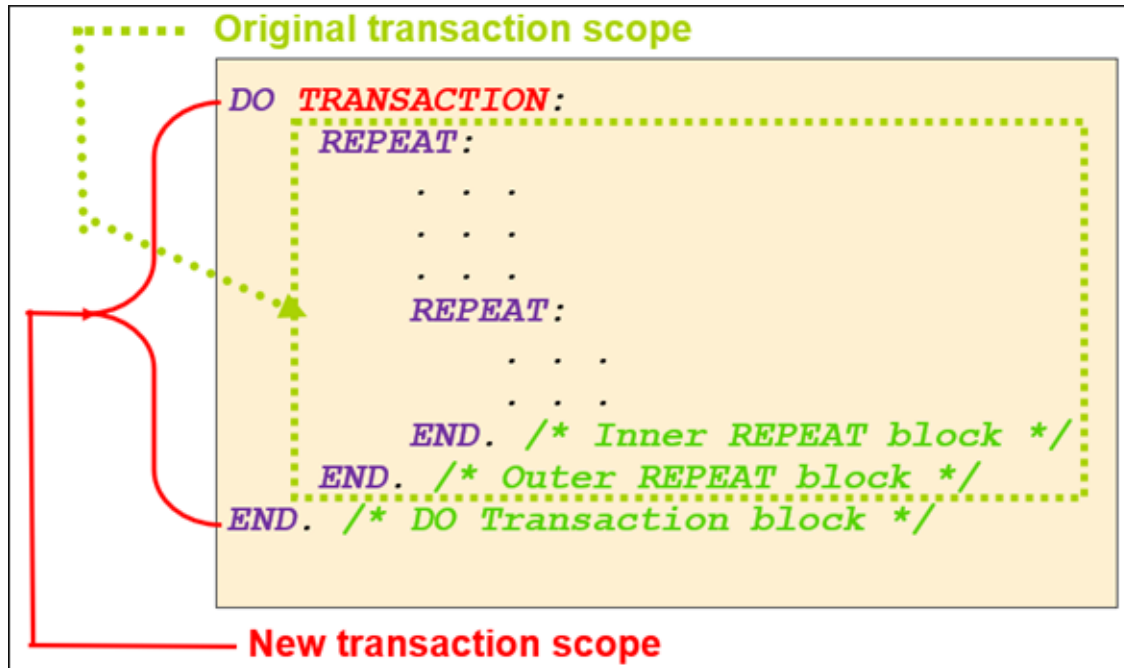 Original transaction scope
DO TRANSACTION:
REPEAT:
. . .
. . .
. . .
REPEAT:
. . .
. . .
END. /* Inner REPEAT block */
END. /* Outer REPEAT block */
END. /* DO Transaction block */
New transaction scope